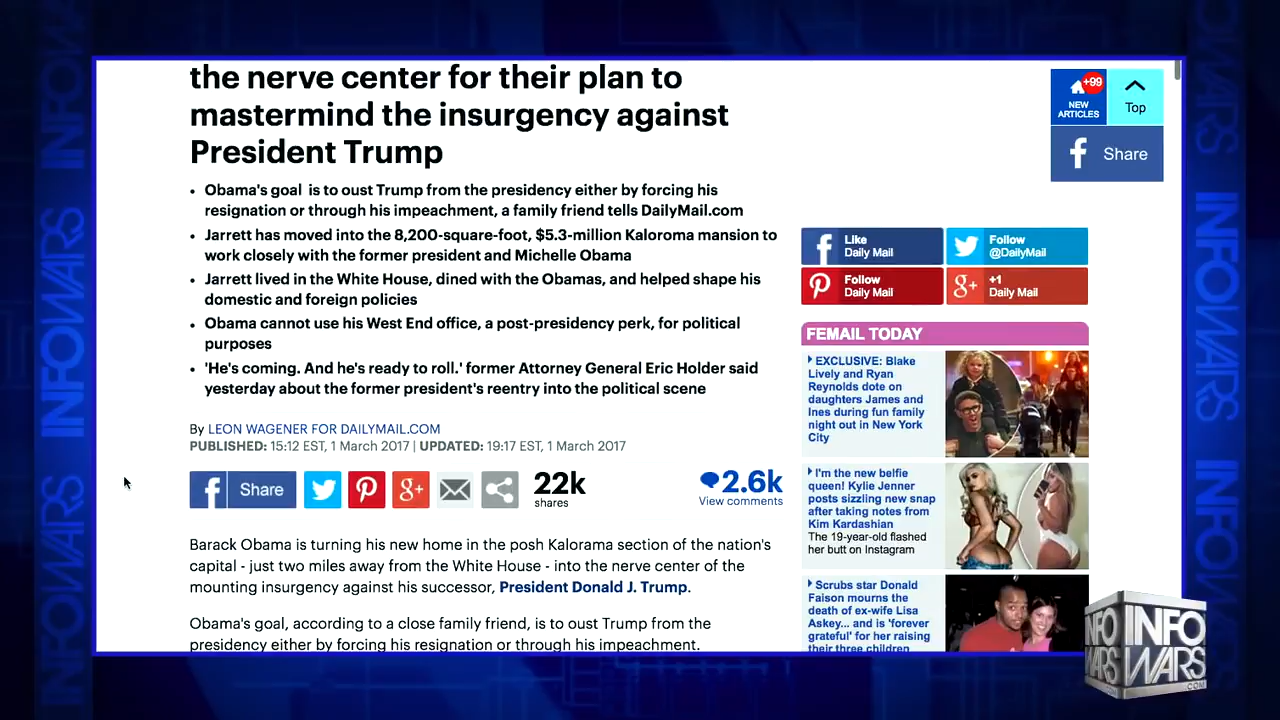 the nerve center for their plan to
mastermind the insurgency against
President Trump
Obama's goal is to oust Trump from the presidency either by forcing his
resignation or through his impeachment, a family friend tells DailyMail.com
Jarrett has moved into the 8,200-square-foot, $5.3-million Kaloroma mansion to
work closely with the former president and Michelle Obama
Jarrett lived in the White House, dined with the Obamas, and helped shape his
domestic and foreign policies
Obama cannot use his West End office, a post-presidency perk, for political
purposes
'He's coming. And he's ready to roll.' former Attorney General Eric Holder said
yesterday about the former president's reentry into the political scene
By LEON WAGENER FOR DAILYMAIL.COM
PUBLISHED: 15:12 EST, 1 March 2017 | UPDATED: 19:17 EST, 1 March 2017
f Share
g+
22k
shares
2.6k
View comments
Barack Obama is turning his new home in the posh Kalorama section of the nation's
capital - just two miles away from the White House - into the nerve center of the
mounting insurgency against his successor, President Donald J. Trump.
Obama's goal, according to a close family friend, is to oust Trump from the
presidency either by forcing his resignation or through his impeachment.
+99
NEW
ARTICLES
Top
f Share
Like
Daily Mail
Follow
@DailyMail
Follow
Daily Mail
g+ +1
Daily Mail
FEMAIL TODAY
EXCLUSIVE: Blake
Lively and Ryan
Reynolds dote on
daughters James and
Ines during fun family
night out in New York
City
I'm the new belfie
queen! Kylie Jenner
posts sizzling new snap
after taking notes from
Kim Kardashian
The 19-year-old flashed
her butt on Instagram
Scrubs star Donald
Faison mourns the
death of ex-wife Lisa
Askey... and is 'forever
grateful' for her raising
their three children
INFO
WARS
.COM
INFO
WARS
INFOWARS
INFOWARS
INFOWARS
INFOWARS